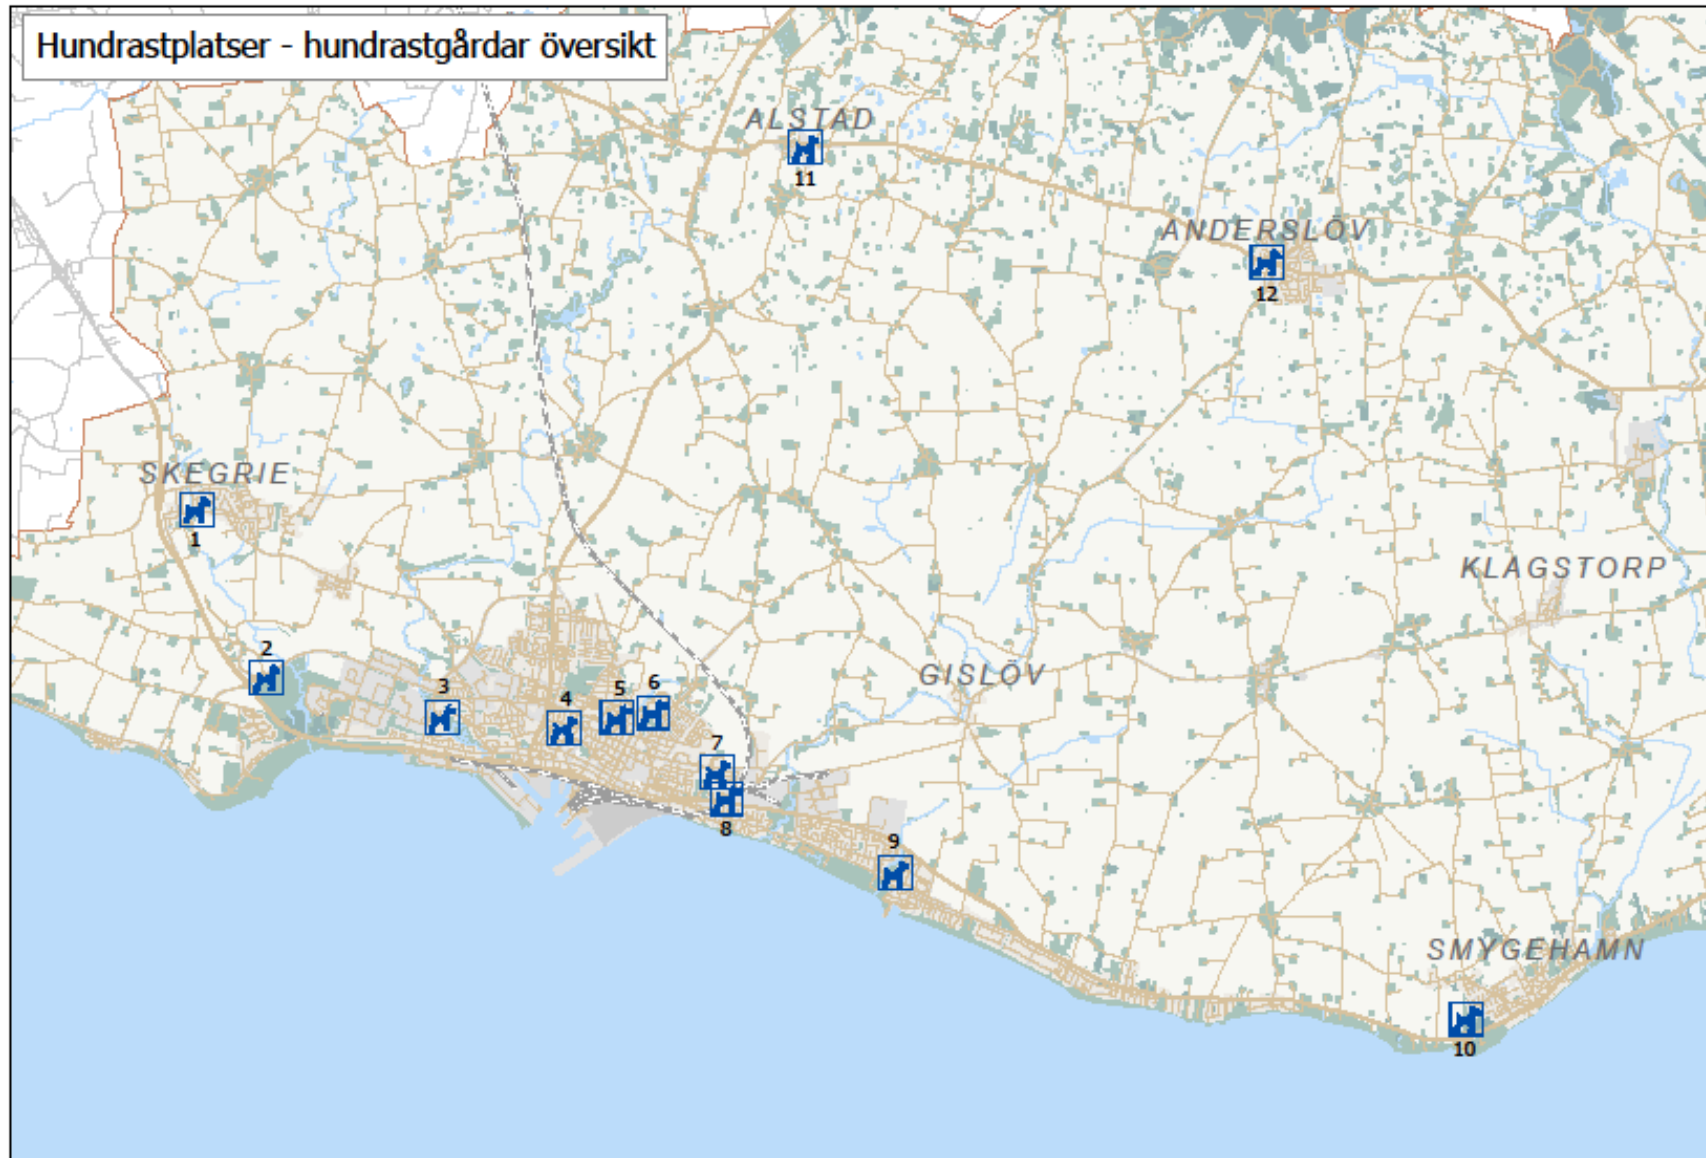 Hundrastplatser - hundrastgårdar översikt
ALSTAD
11
ANDERSLÖV
12
SKEGRIE
1
KLAGSTORP
2
3
4
5
6
GISLÖV
7
8
9
SMYGEHAMN
10